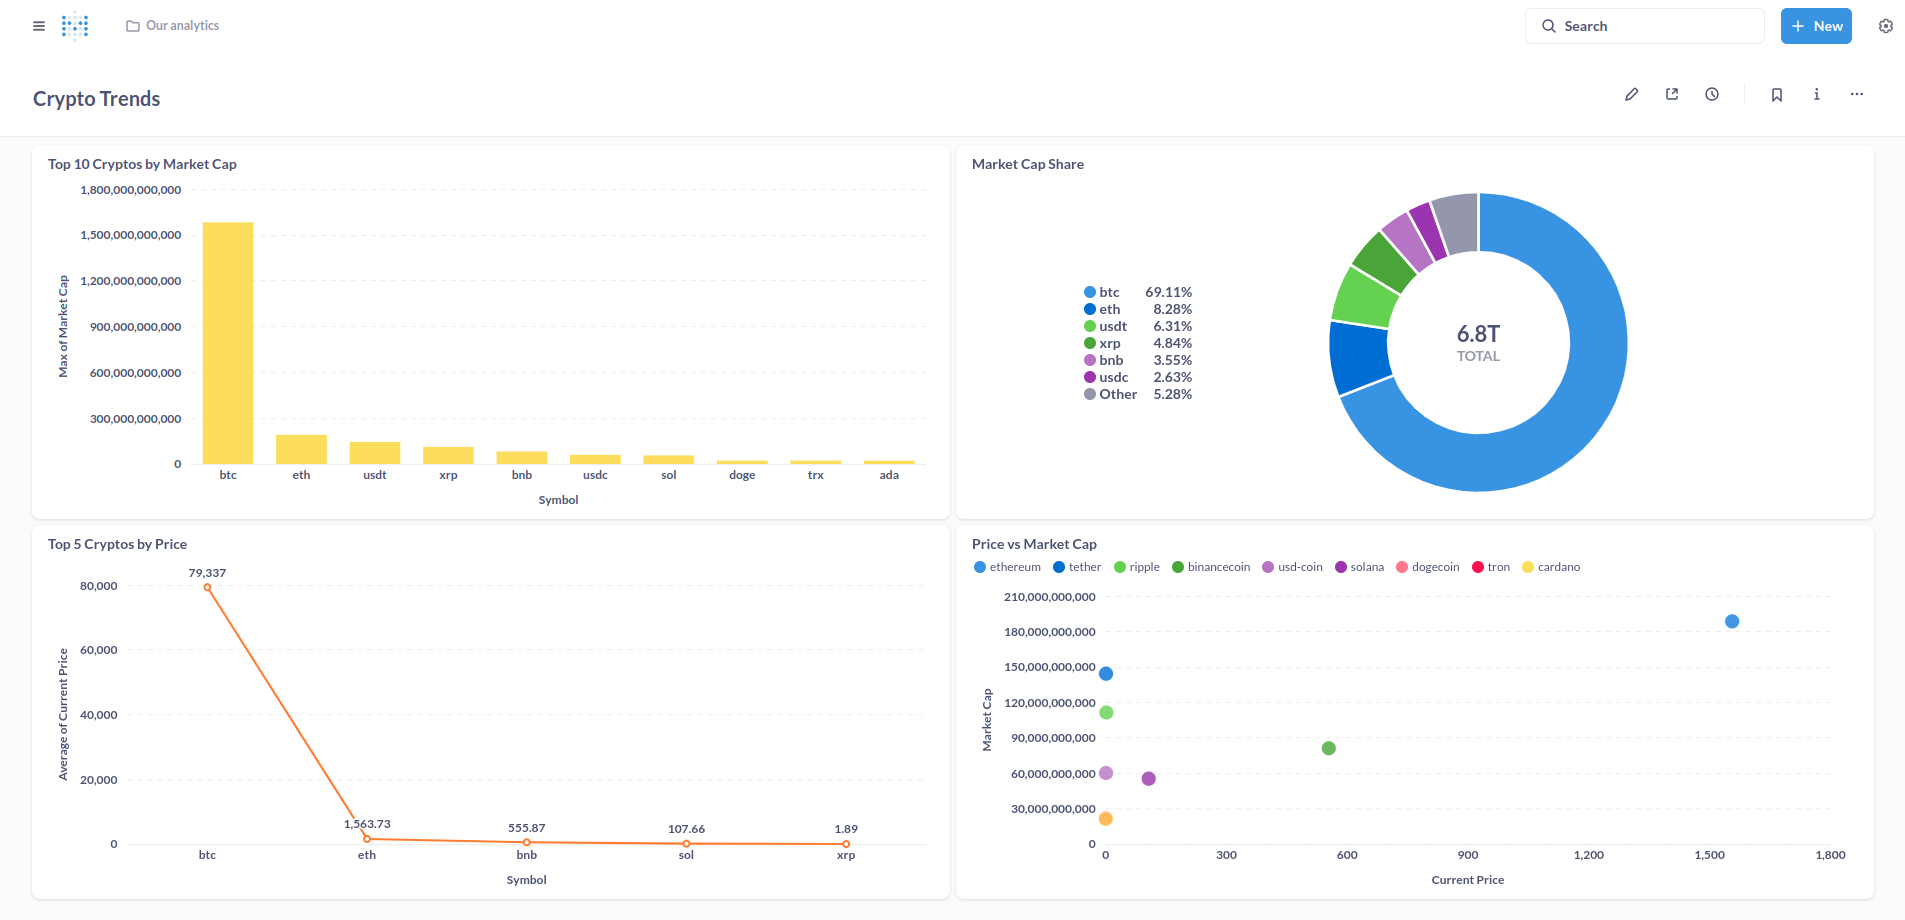 Our analytics
Search
New
Crypto Trends
Top 10 Cryptos by Market Cap
1,800,000,000,000
1,500,000,000,000
1,200,000,000,000
900,000,000,000
600,000,000,000
300,000,000,000
0
Max of Market Cap
btc eth usdt xrp bnb usdc sol doge trx ada
Symbol
Market Cap Share
btc 69.11%
eth 8.28%
usdt 6.31%
xrp 4.84%
bnb 3.55%
usdc 2.63%
Other 5.28%
6.8T
TOTAL
Top 5 Cryptos by Price
80,000
60,000
40,000
20,000
0
Average of Current Price
79,337
1,563.73
555.87
107.66
1.89
btc eth bnb sol xrp
Symbol
Price vs Market Cap
ethereum tether ripple binancecoin usd-coin solana dogecoin tron cardano
210,000,000,000
180,000,000,000
150,000,000,000
120,000,000,000
90,000,000,000
60,000,000,000
30,000,000,000
0
Market Cap
0 300 600 900 1,200 1,500 1,800
Current Price